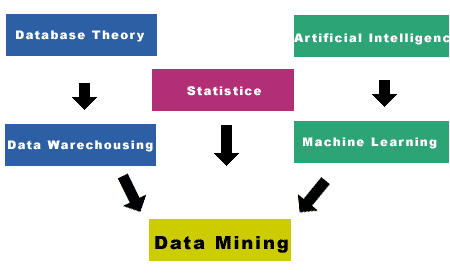 Database Theory
Artificial Intelligenc
Statistice
Data Warechousing
Machine Learning
Data Mining